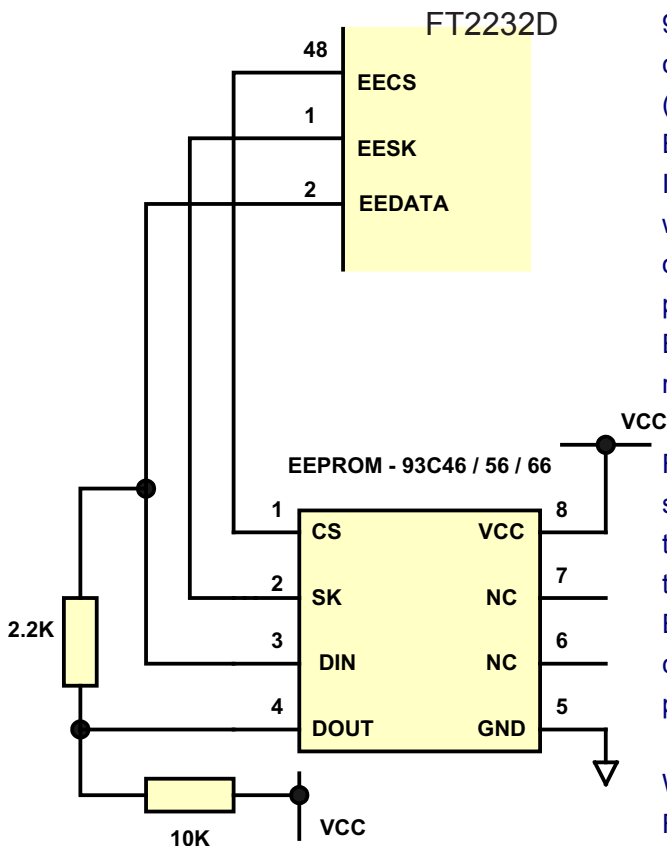 FT2232D
48
EECS
1
EESK
2
EEDATA
VCC
EEPROM - 93C46 / 56 / 66
1
CS
VCC
8
2
SK
NC
7
2.2K
3
DIN
NC
6
4
DOUT
GND
5
10K
VCC